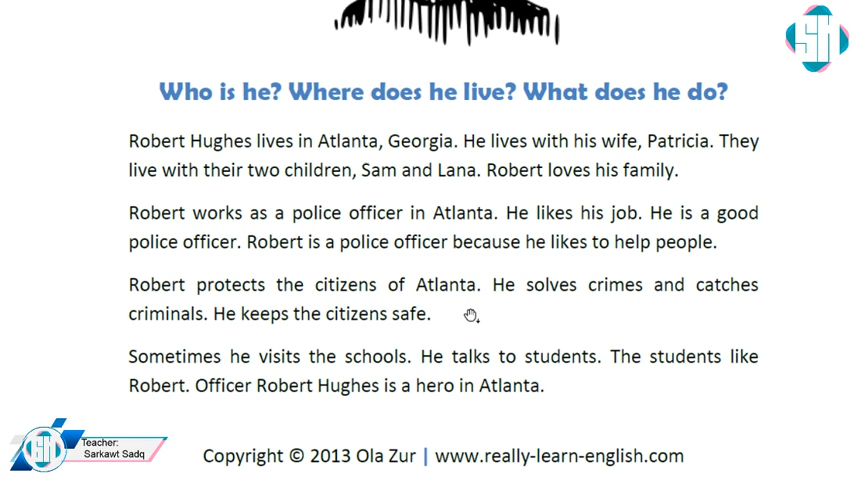 SH
Who is he? Where does he live? What does he do?
Robert Hughes lives in Atlanta, Georgia. He lives with his wife, Patricia. They
live with their two children, Sam and Lana. Robert loves his family.
Robert works as a police officer in Atlanta. He likes his job. He is a good
police officer. Robert is a police officer because he likes to help people.
Robert protects the citizens of Atlanta. He solves crimes and catches
criminals. He keeps the citizens safe.
Sometimes he visits the schools. He talks to students. The students like
Robert. Officer Robert Hughes is a hero in Atlanta.
SH
Teacher:
Sarkawt Sadq
Copyright © 2013 Ola Zur | www.really-learn-english.com